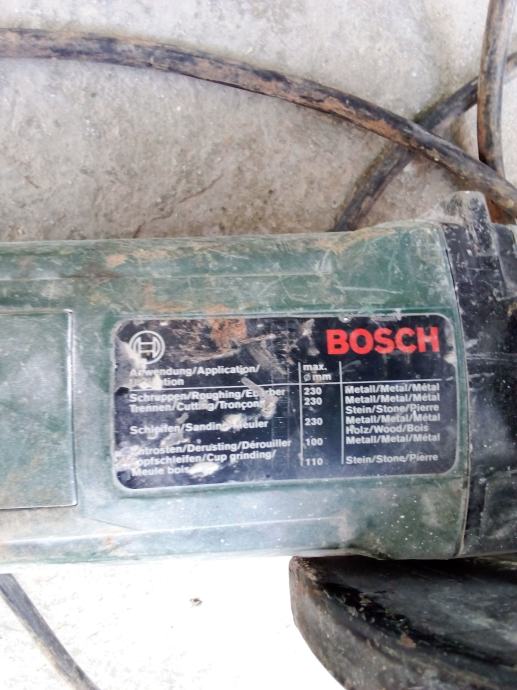 BOSCH
Anwendung/Application/
max.
ø mm
Schruppen/Roughing/Ebarber 230 Metall/Metal/Métal
Trennen/Cutting/Tronçonner 230 Metall/Metal/Métal
Stein/Stone/Pierre
Schleifen/Sanding/Meuler 230 Metall/Metal/Métal
Holz/Wood/Bois
Entrosten/Derusting/Dérouiller 100 Metall/Metal/Métal
Topfschleifen/Cup grinding/ 110 Stein/Stone/Pierre
Meule bois.